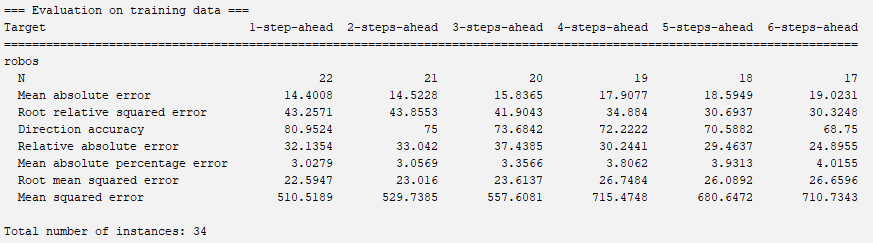 === Evaluation on training data ===
Target                          1-step-ahead  2-steps-ahead  3-steps-ahead  4-steps-ahead  5-steps-ahead  6-steps-ahead
=======================================================================================================================
robos
  N                                       22             21             20             19             18             17
  Mean absolute error                14.4008        14.5228        15.8365        17.9077        18.5949        19.0231
  Root relative squared error        43.2571        43.8553        41.9043         34.884        30.6937        30.3248
  Direction accuracy                 80.9524             75        73.6842        72.2222        70.5882          68.75
  Relative absolute error            32.1354         33.042        37.4385        30.2441        29.4637        24.8955
  Mean absolute percentage error      3.0279         3.0569         3.3566         3.8062         3.9313         4.0155
  Root mean squared error            22.5947         23.016        23.6137        26.7484        26.0892        26.6596
  Mean squared error                510.5189       529.7385       557.6081       715.4748       680.6472       710.7343
Total number of instances: 34